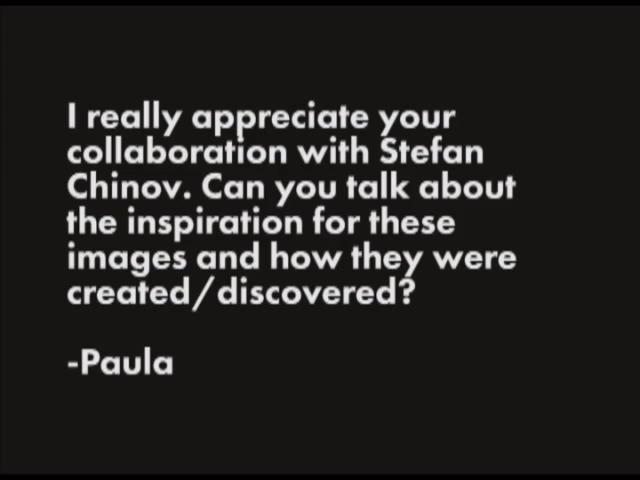 I really appreciate your
collaboration with Stefan
Chinov. Can you talk about
the inspiration for these
images and how they were
created/discovered?
-Paula